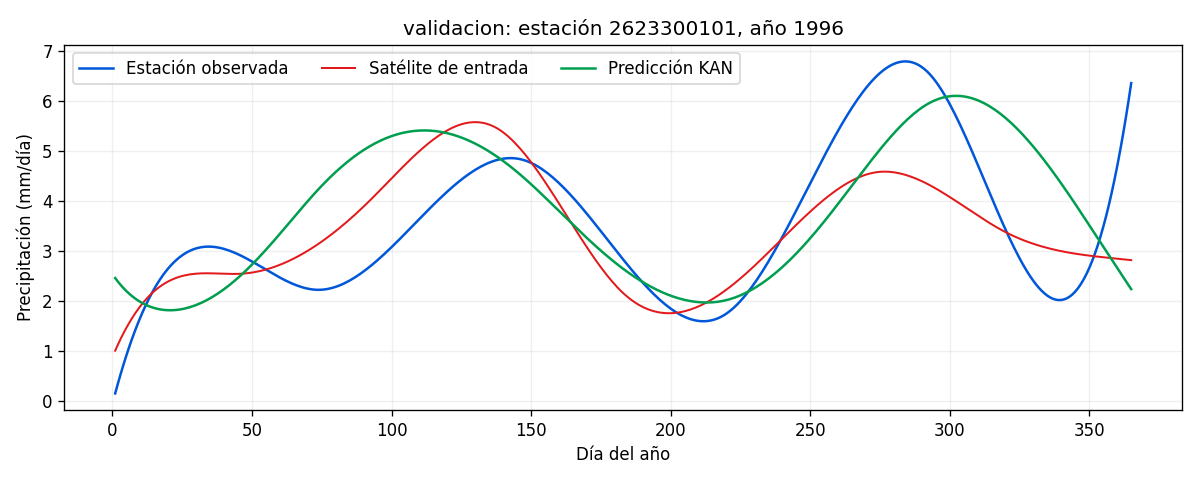 validacion: estación 2623300101, año 1996
Estación observada
Satélite de entrada
Predicción KAN
Precipitación (mm/día)
7
6
5
4
3
2
1
0
0 50 100 150 200 250 300 350
Día del año